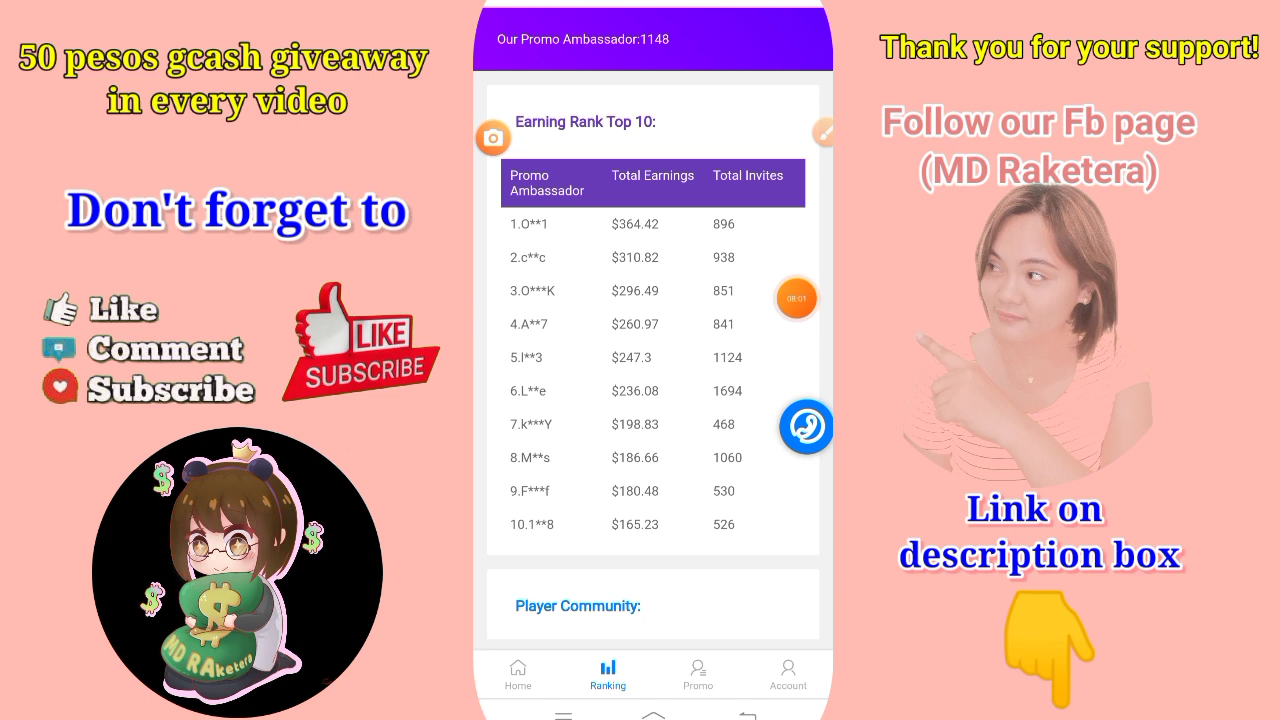 50 pesos gcash giveaway
in every video
Don't forget to
Like
Comment
Subscribe
LIKE
SUBSCRIBE
MD RAketera
Our Promo Ambassador:1148
Earning Rank Top 10:
Promo Ambassador Total Earnings Total Invites
1.O**1 $364.42 896
2.c**c $310.82 938
3.O***K $296.49 851
4.A**7 $260.97 841
5.I**3 $247.3 1124
6.L**e $236.08 1694
7.k***Y $198.83 468
8.M**s $186.66 1060
9.F***f $180.48 530
10.1**8 $165.23 526
08:01
Player Community:
Home Ranking Promo Account
Thank you for your support!
Follow our Fb page
(MD Raketera)
Link on
description box